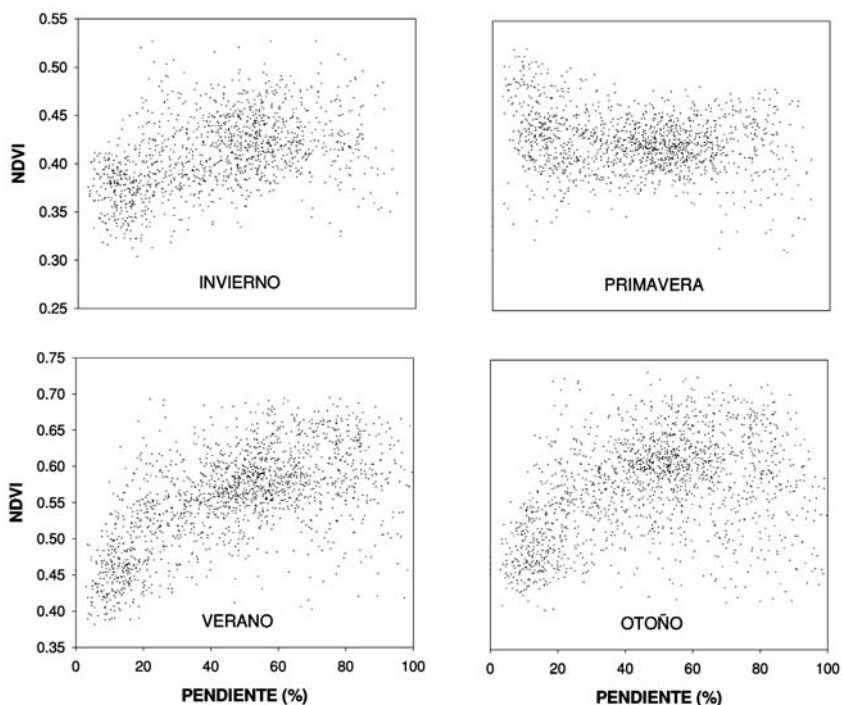 0.55
0.50
0.45
0.40
0.35
0.30
0.25
NDVI
INVIERNO
PRIMAVERA
0.75
0.70
0.65
0.60
0.55
0.50
0.45
0.40
0.35
NDVI
VERANO
OTOÑO
0 20 40 60 80 100
0 20 40 60 80 100
PENDIENTE (%)
PENDIENTE (%)